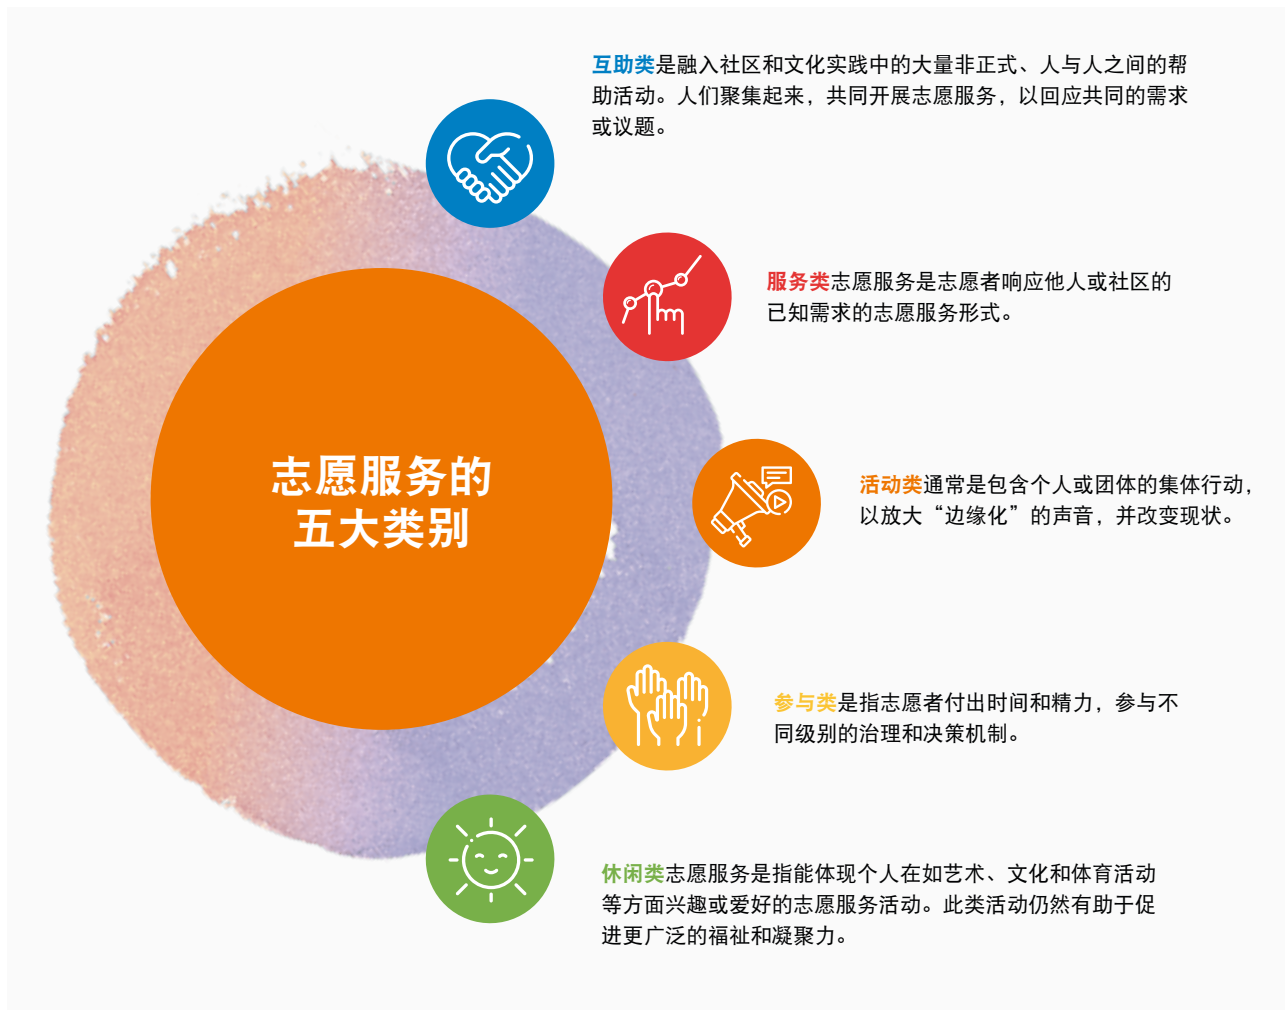 互助类是融入社区和文化实践中的大量非正式、人与人之间的帮
助活动。人们聚集起来，共同开展志愿服务，以回应共同的需求
或议题。
服务类志愿服务是志愿者响应他人或社区的
已知需求的志愿服务形式。
志愿服务的
五大类别
活动类通常是包含个人或团体的集体行动，
以放大“边缘化”的声音，并改变现状。
参与类是指志愿者付出时间和精力，参与不
同级别的治理和决策机制。
休闲类志愿服务是指能体现个人在如艺术、文化和体育活动
等方面兴趣或爱好的志愿服务活动。此类活动仍然有助于促
进更广泛的福祉和凝聚力。